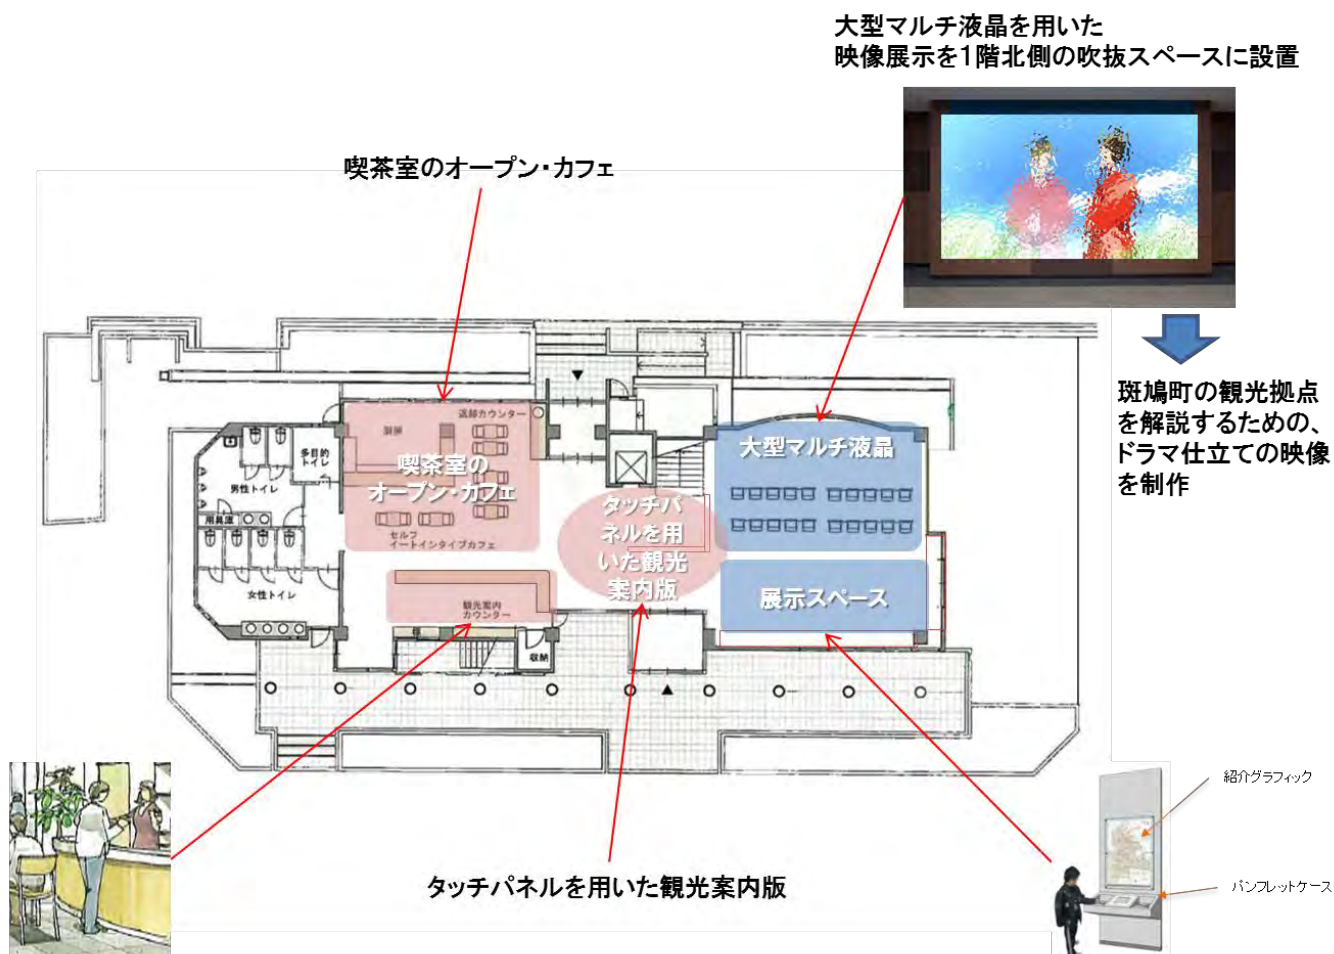 大型マルチ液晶を用いた
映像展示を1階北側の吹抜スペースに設置
喫茶室のオープン・カフェ
斑鳩町の観光拠点
を解説するための、
ドラマ仕立ての映像
を制作
返却カウンター
厨房
喫茶室の
オープン・カフェ
セルフ
イートインタイプカフェ
多目的
トイレ
男性トイレ
用具庫
女性トイレ
観光案内
カウンター
収納
タッチパ
ネルを用
いた観光
案内版
大型マルチ液晶
展示スペース
タッチパネルを用いた観光案内版
紹介グラフィック
パンフレットケース